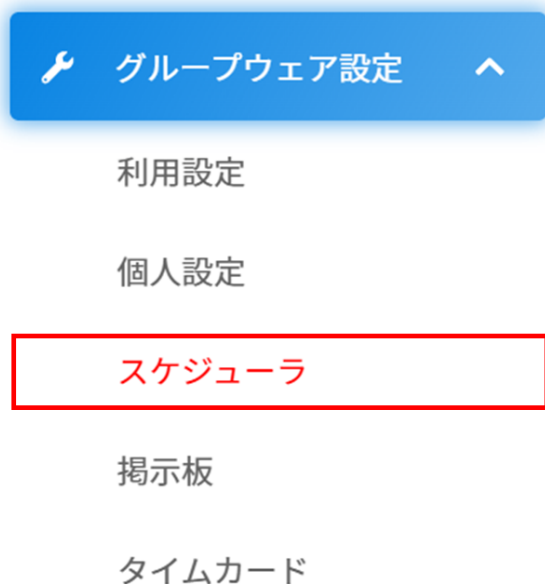 グループウェア設定
利用設定
個人設定
スケジューラ
掲示板
タイムカード